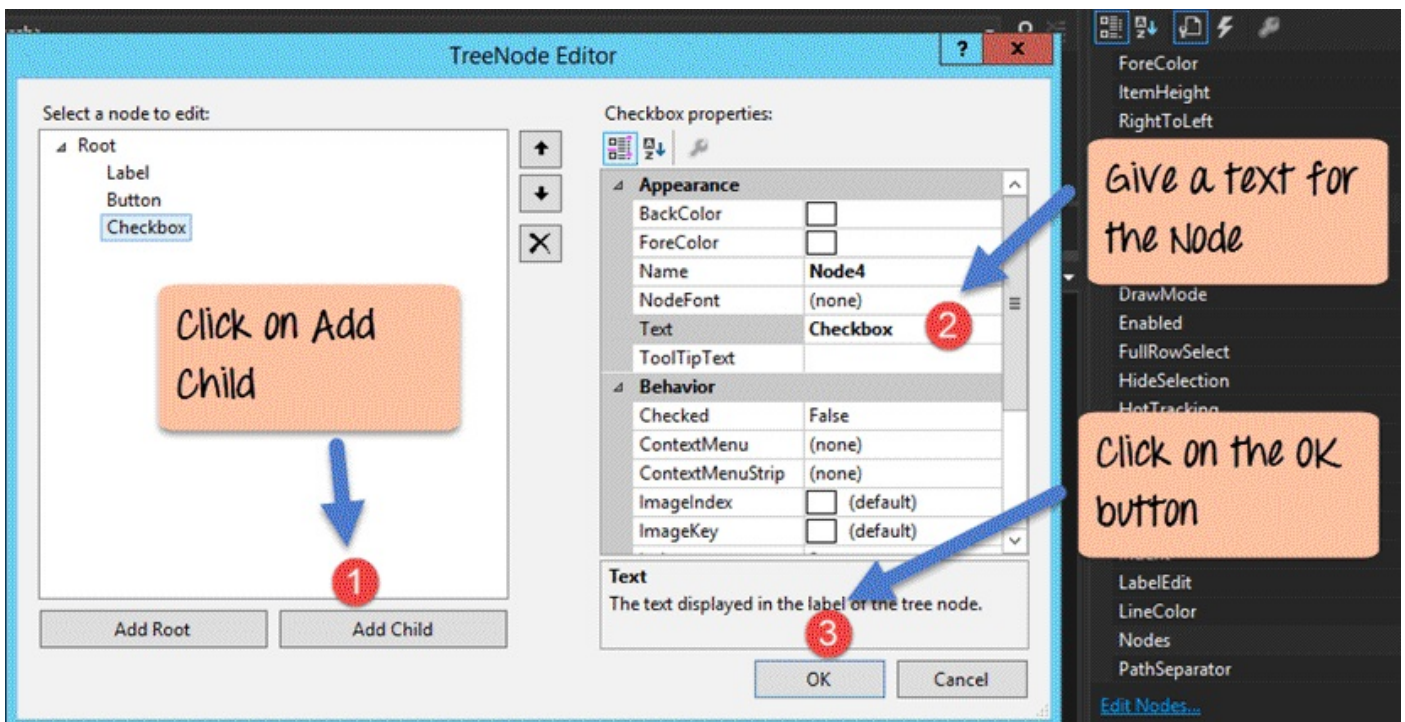 TreeNode Editor
?
x
Select a node to edit:
Root
Label
Button
Checkbox
Click on Add
Child
1
Add Root
Add Child
Checkbox properties:
Appearance
BackColor
ForeColor
Name Node4
NodeFont (none)
Text Checkbox
ToolTipText
2
Behavior
Checked False
ContextMenu (none)
ContextMenuStrip (none)
ImageIndex (default)
ImageKey (default)
Text
The text displayed in the label of the tree node.
3
OK
Cancel
ForeColor
ItemHeight
RightToLeft
Give a text for
the Node
DrawMode
Enabled
FullRowSelect
HideSelection
HotTracking
Click on the OK
button
LabelEdit
LineColor
Nodes
PathSeparator
Edit Nodes...